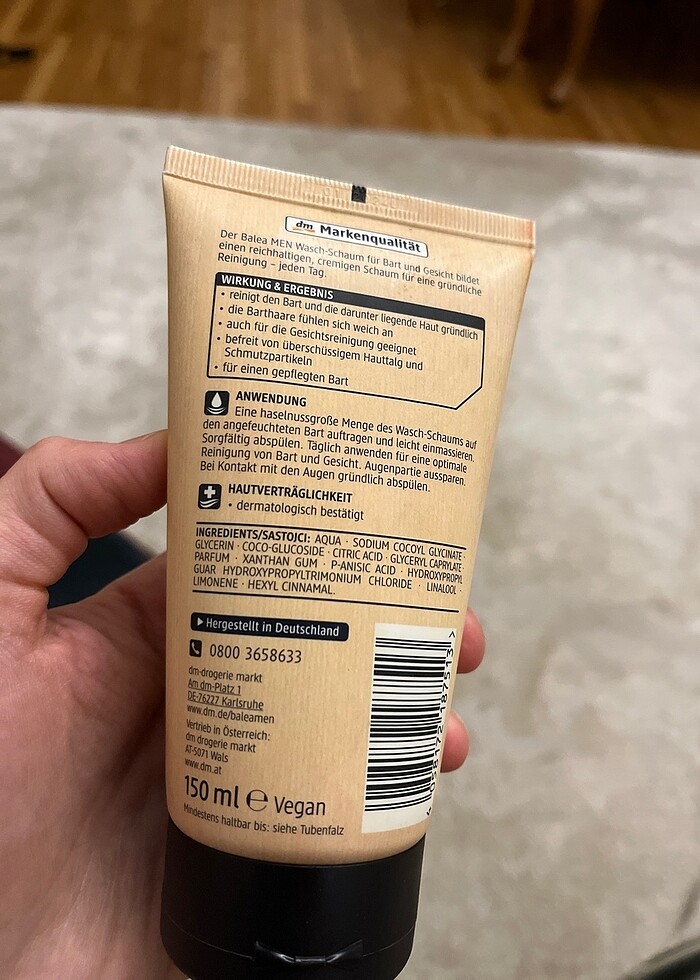 dm Markenqualität
Der Balea MEN Wasch-Schaum für Bart und Gesicht bildet
einen reichhaltigen, cremigen Schaum für eine gründliche
Reinigung – jeden Tag.
WIRKUNG & ERGEBNIS
• reinigt den Bart und die darunter liegende Haut gründlich
• die Barthaare fühlen sich weich an
• auch für die Gesichtsreinigung geeignet
• befreit von überschüssigem Hauttalg und
Schmutzpartikeln
• für einen gepflegten Bart
ANWENDUNG
Eine haselnussgroße Menge des Wasch-Schaums auf
den angefeuchteten Bart auftragen und leicht einmassieren.
Sorgfältig abspülen. Täglich anwenden für eine optimale
Reinigung von Bart und Gesicht. Augenpartie aussparen.
Bei Kontakt mit den Augen gründlich abspülen.
HAUTVERTRÄGLICHKEIT
• dermatologisch bestätigt
INGREDIENTS/SASTOJCI: AQUA · SODIUM COCOYL GLYCINATE ·
GLYCERIN · COCO-GLUCOSIDE · CITRIC ACID · GLYCERYL CAPRYLATE ·
PARFUM · XANTHAN GUM · P-ANISIC ACID · HYDROXYPROPYL
GUAR HYDROXYPROPYLTRIMONIUM CHLORIDE · LINALOOL ·
LIMONENE · HEXYL CINNAMAL.
Hergestellt in Deutschland
0800 3658633
dm-drogerie markt
Am dm-Platz 1
DE-76227 Karlsruhe
www.dm.de/baleamen
Vertrieb in Österreich:
dm drogerie markt
AT-5071 Wals
www.dm.at
150 ml ℮ Vegan
Mindestens haltbar bis: siehe Tubenfalz